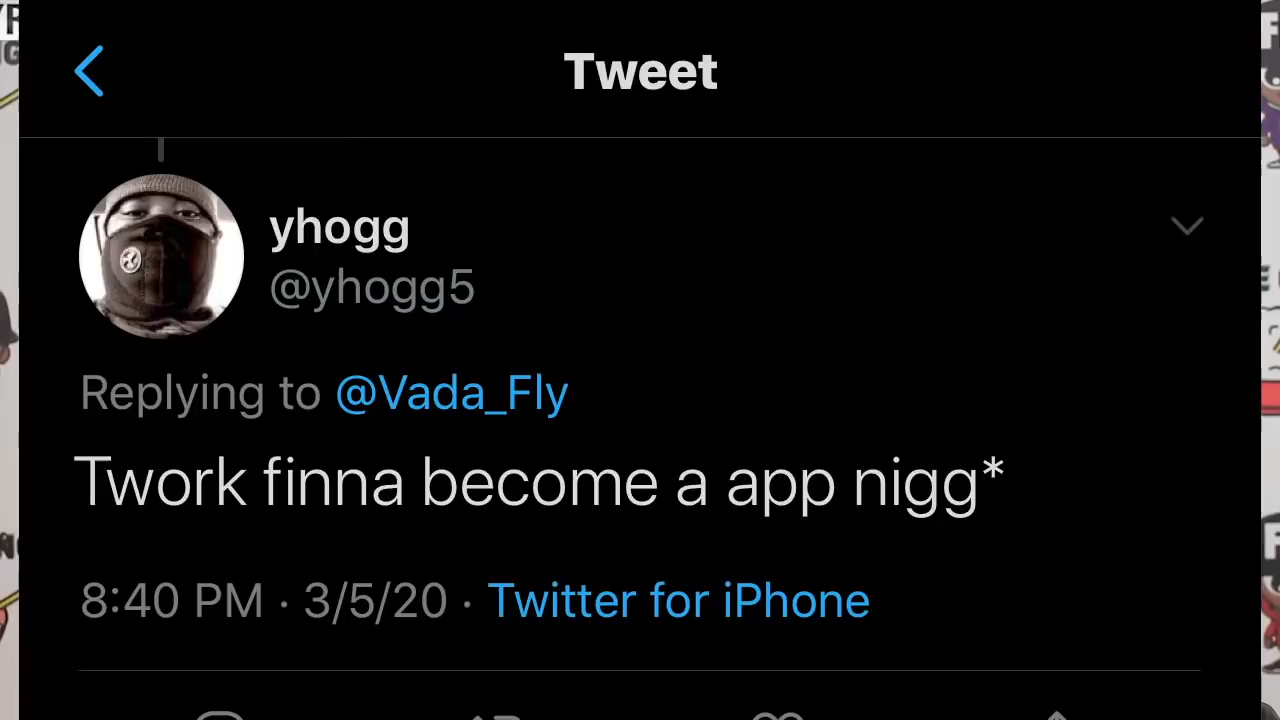 Tweet
yhogg
@yhogg5
Replying to @Vada_Fly
Twork finna become a app nigg*
8:40 PM · 3/5/20 · Twitter for iPhone